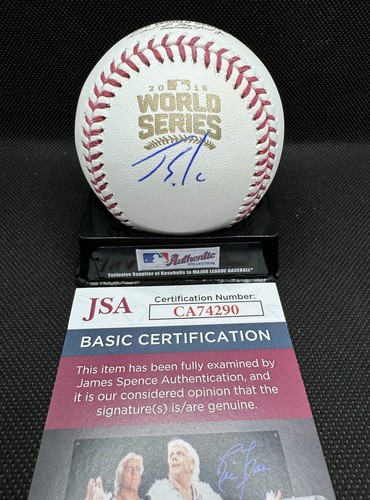 2016
WORLD
SERIES
Authentic
COLLECTION
Exclusive Supplier of Baseballs to MAJOR LEAGUE BASEBALL®
JSA
Certification Number:
CA74290
BASIC CERTIFICATION
This item has been fully examined by
James Spence Authentication, and
it is our considered opinion that the
signature(s) is/are genuine.